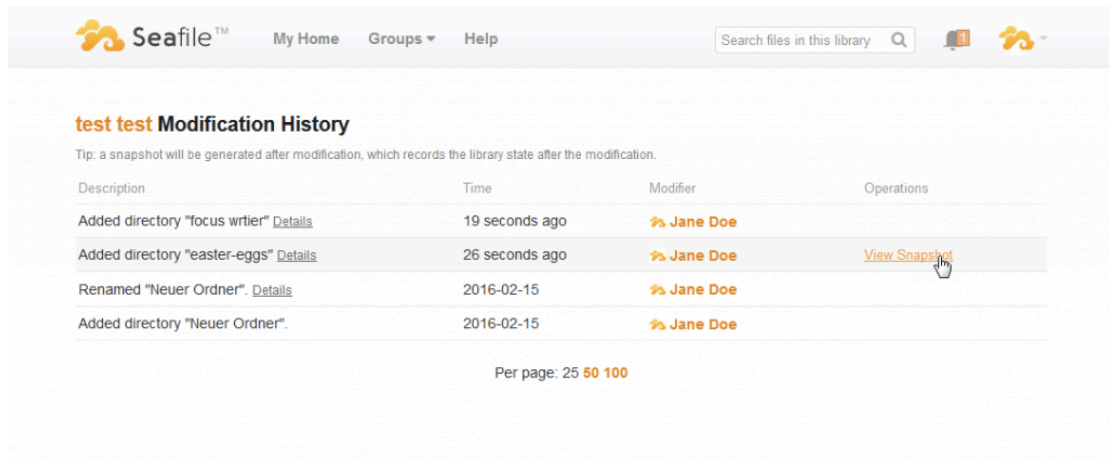 Seafile™ My Home Groups Help Search files in this library 1
test test Modification History
Tip: a snapshot will be generated after modification, which records the library state after the modification.
Description Time Modifier Operations
Added directory "focus wrtier" Details 19 seconds ago Jane Doe
Added directory "easter-eggs" Details 26 seconds ago Jane Doe View Snapshot
Renamed "Neuer Ordner". Details 2016-02-15 Jane Doe
Added directory "Neuer Ordner". 2016-02-15 Jane Doe
Per page: 25 50 100